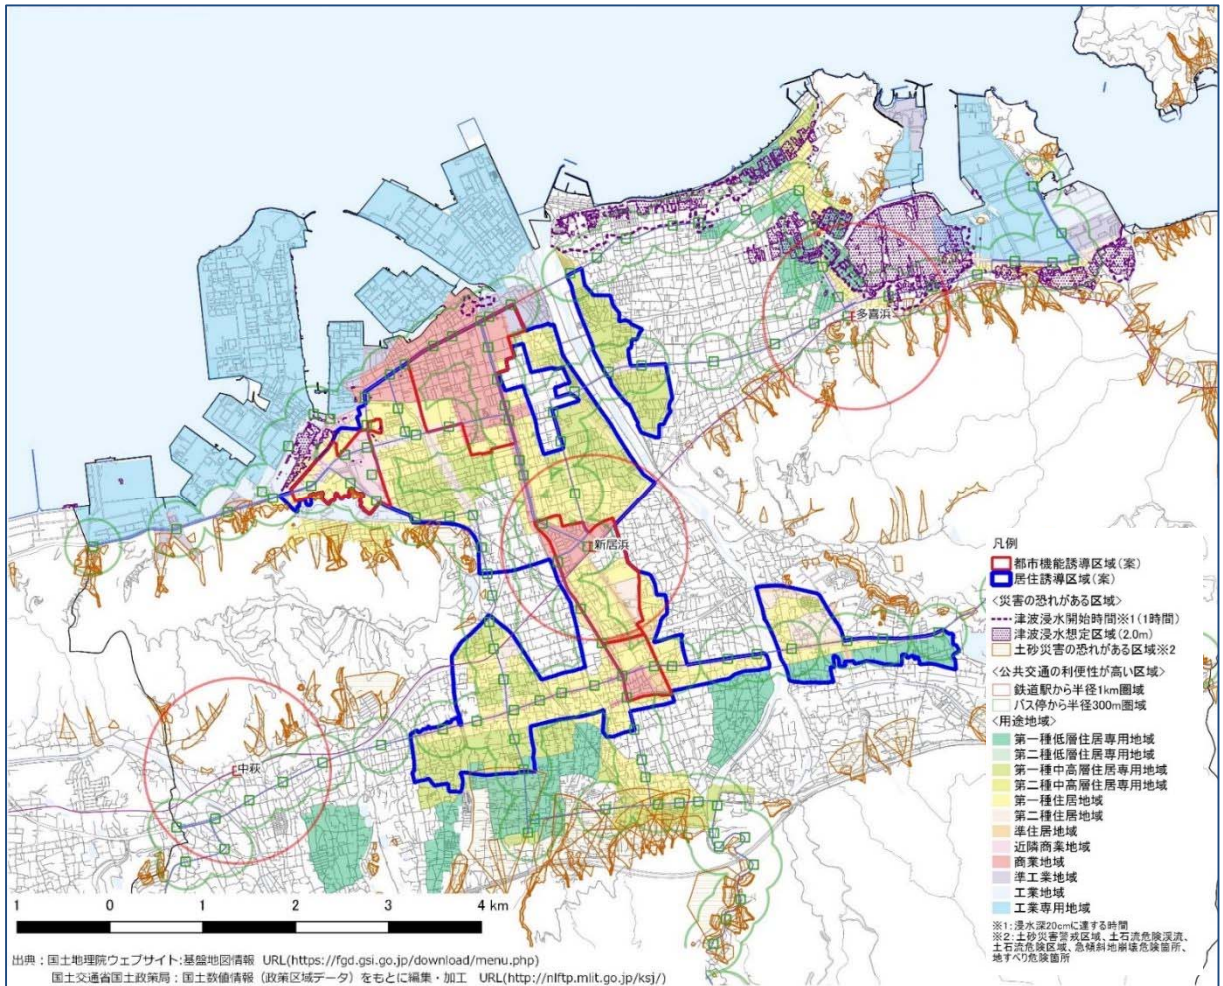 多喜浜
新居浜
中萩
凡例
都市機能誘導区域(案)
居住誘導区域(案)
<災害の恐れがある区域>
津波浸水開始時間※1(1時間)
津波浸水想定区域(2.0m)
土砂災害の恐れがある区域※2
<公共交通の利便性が高い区域>
鉄道駅から半径1km圏域
バス停から半径300m圏域
<用途地域>
第一種低層住居専用地域
第二種低層住居専用地域
第一種中高層住居専用地域
第二種中高層住居専用地域
第一種住居地域
第二種住居地域
準住居地域
近隣商業地域
商業地域
準工業地域
工業地域
工業専用地域
※1:浸水深20cmに達する時間
※2:土砂災害警戒区域、土石流危険渓流、
土石流危険区域、急傾斜地崩壊危険箇所、
地すべり危険箇所
1 0 1 2 3 4 km
出典:国土地理院ウェブサイト:基盤地図情報 URL(https://fgd.gsi.go.jp/download/menu.php)
国土交通省国土政策局:国土数値情報(政策区域データ)をもとに編集・加工 URL(http://nlftp.mlit.go.jp/ksj/)